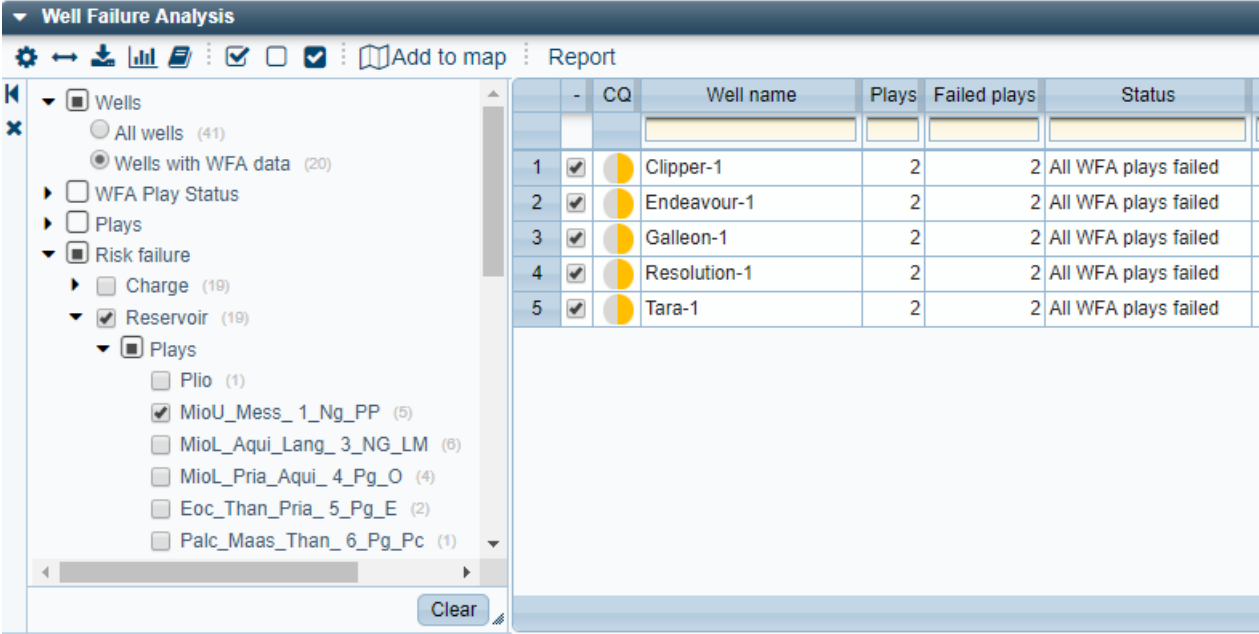 Well Failure Analysis
Add to map
Report
Wells
All wells (41)
Wells with WFA data (20)
WFA Play Status
Plays
Risk failure
Charge (19)
Reservoir (19)
Plays
Plio (1)
MioU_Mess_ 1_Ng_PP (5)
MioL_Aqui_Lang_ 3_NG_LM (6)
MioL_Pria_Aqui_ 4_Pg_O (4)
Eoc_Than_Pria_ 5_Pg_E (2)
Palc_Maas_Than_ 6_Pg_Pc (1)
Clear
- CQ Well name Plays Failed plays Status
1 Clipper-1 2 2 All WFA plays failed
2 Endeavour-1 2 2 All WFA plays failed
3 Galleon-1 2 2 All WFA plays failed
4 Resolution-1 2 2 All WFA plays failed
5 Tara-1 2 2 All WFA plays failed